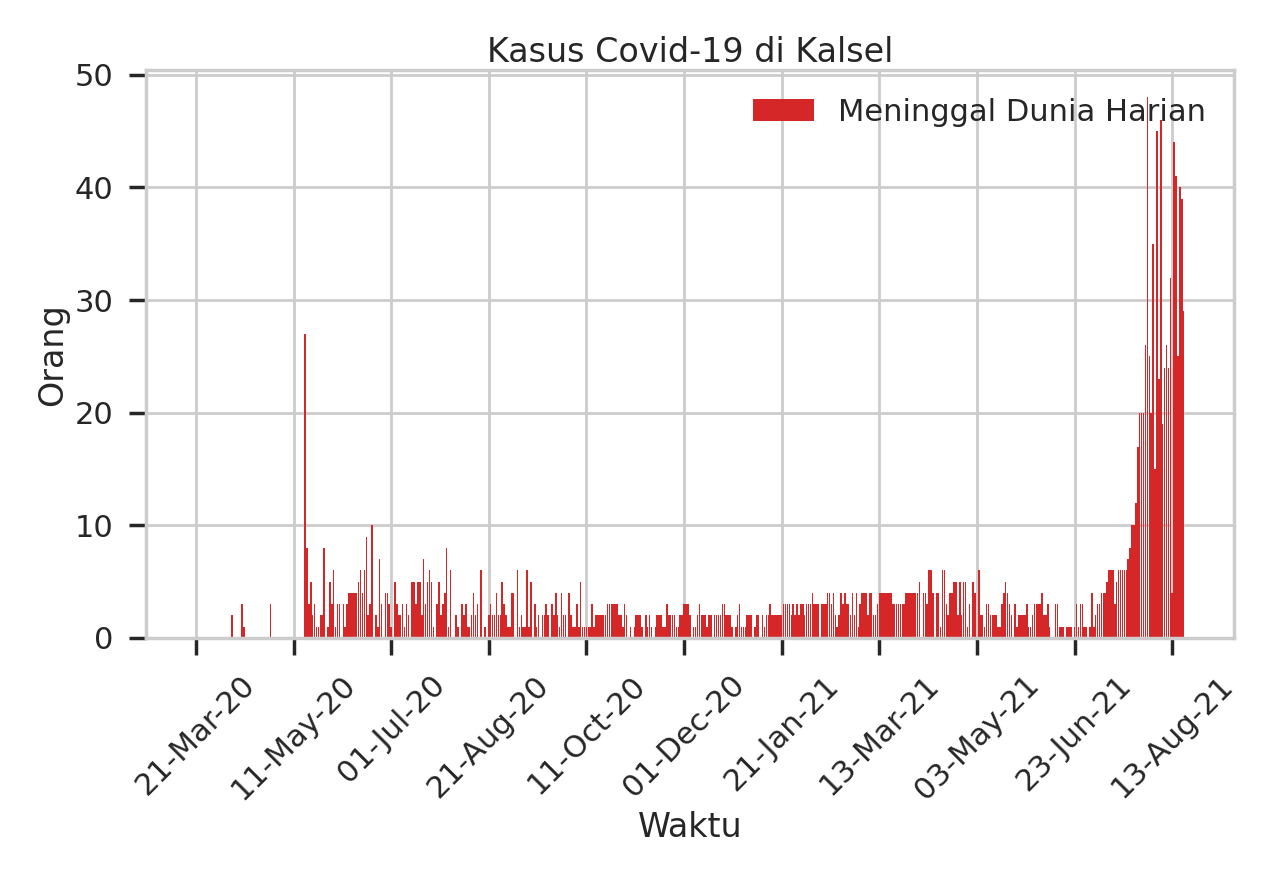 Kasus Covid-19 di Kalsel
Meninggal Dunia Harian
Orang
50
40
30
20
10
0
21-Mar-20
11-May-20
01-Jul-20
21-Aug-20
11-Oct-20
01-Dec-20
21-Jan-21
13-Mar-21
03-May-21
23-Jun-21
13-Aug-21
Waktu